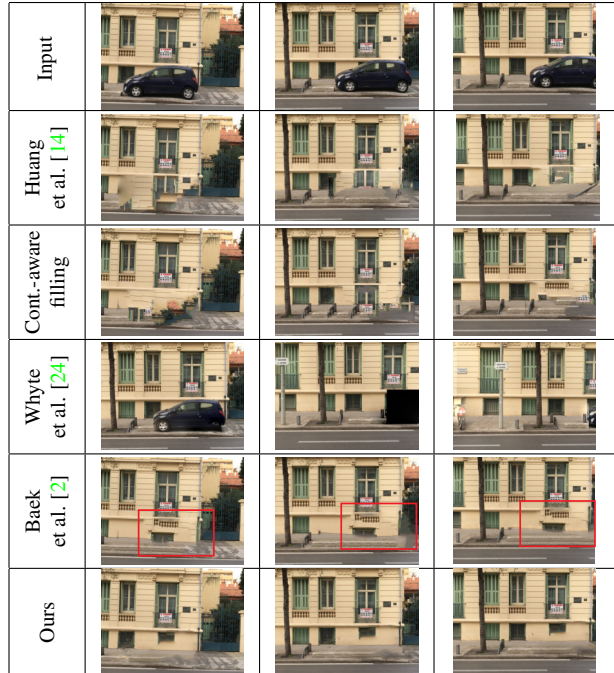 Input
Huang
et al. [14]
Cont.-aware
filling
Whyte
et al. [24]
Baek
et al. [2]
Ours